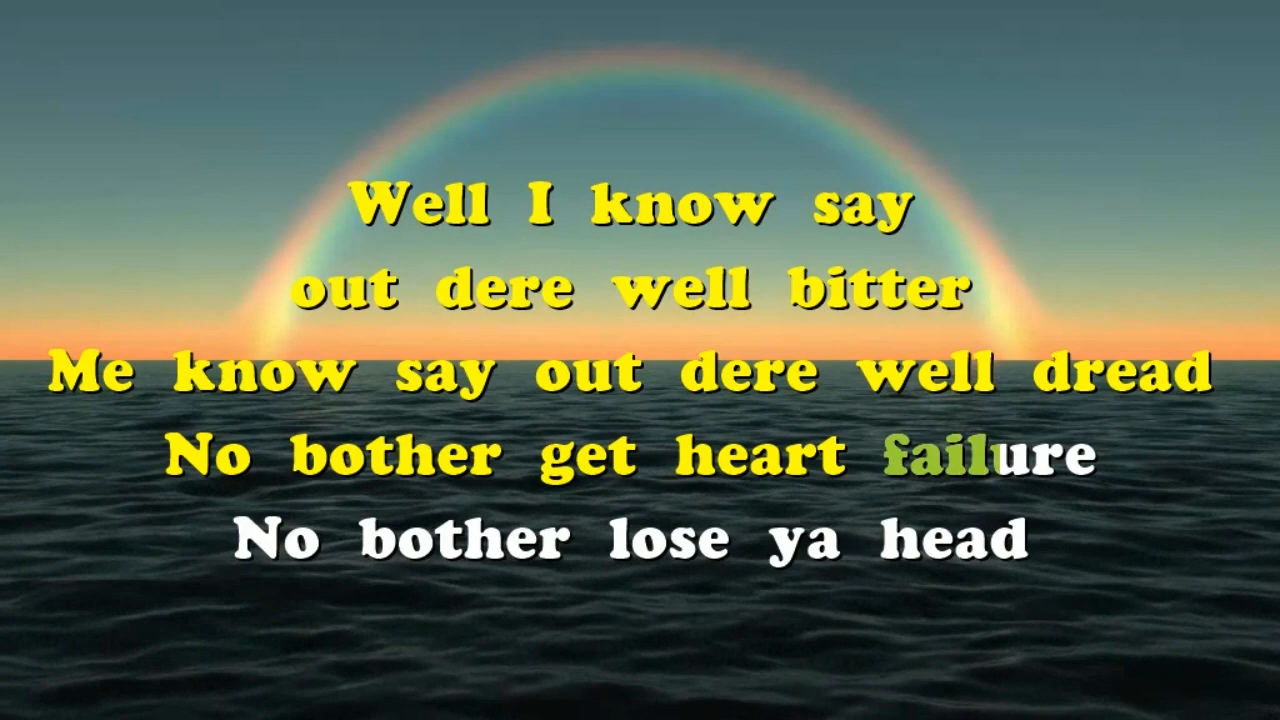 Well I know say
out dere well bitter
Me know say out dere well dread
No bother get heart failure
No bother lose ya head